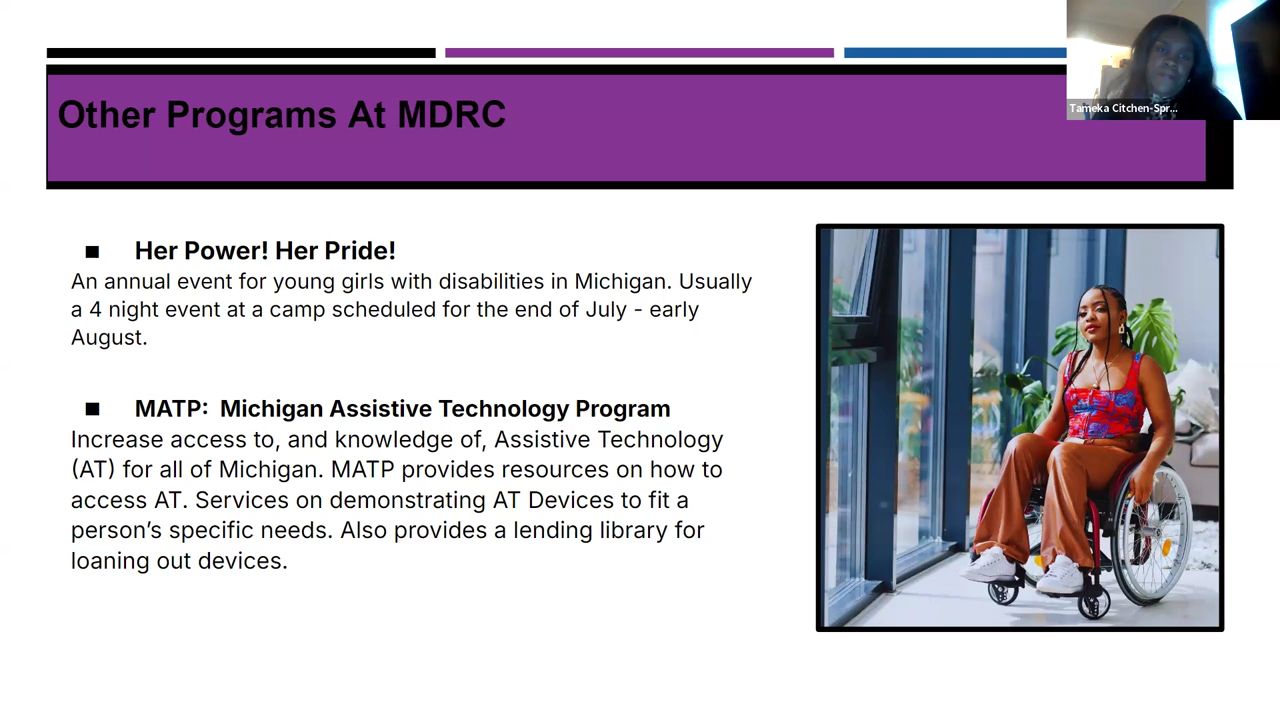 Other Programs At MDRC
Tameka Citchen-Spr...
Her Power! Her Pride!
An annual event for young girls with disabilities in Michigan. Usually
a 4 night event at a camp scheduled for the end of July - early
August.
MATP:  Michigan Assistive Technology Program
Increase access to, and knowledge of, Assistive Technology
(AT) for all of Michigan. MATP provides resources on how to
access AT. Services on demonstrating AT Devices to fit a
person’s specific needs. Also provides a lending library for
loaning out devices.